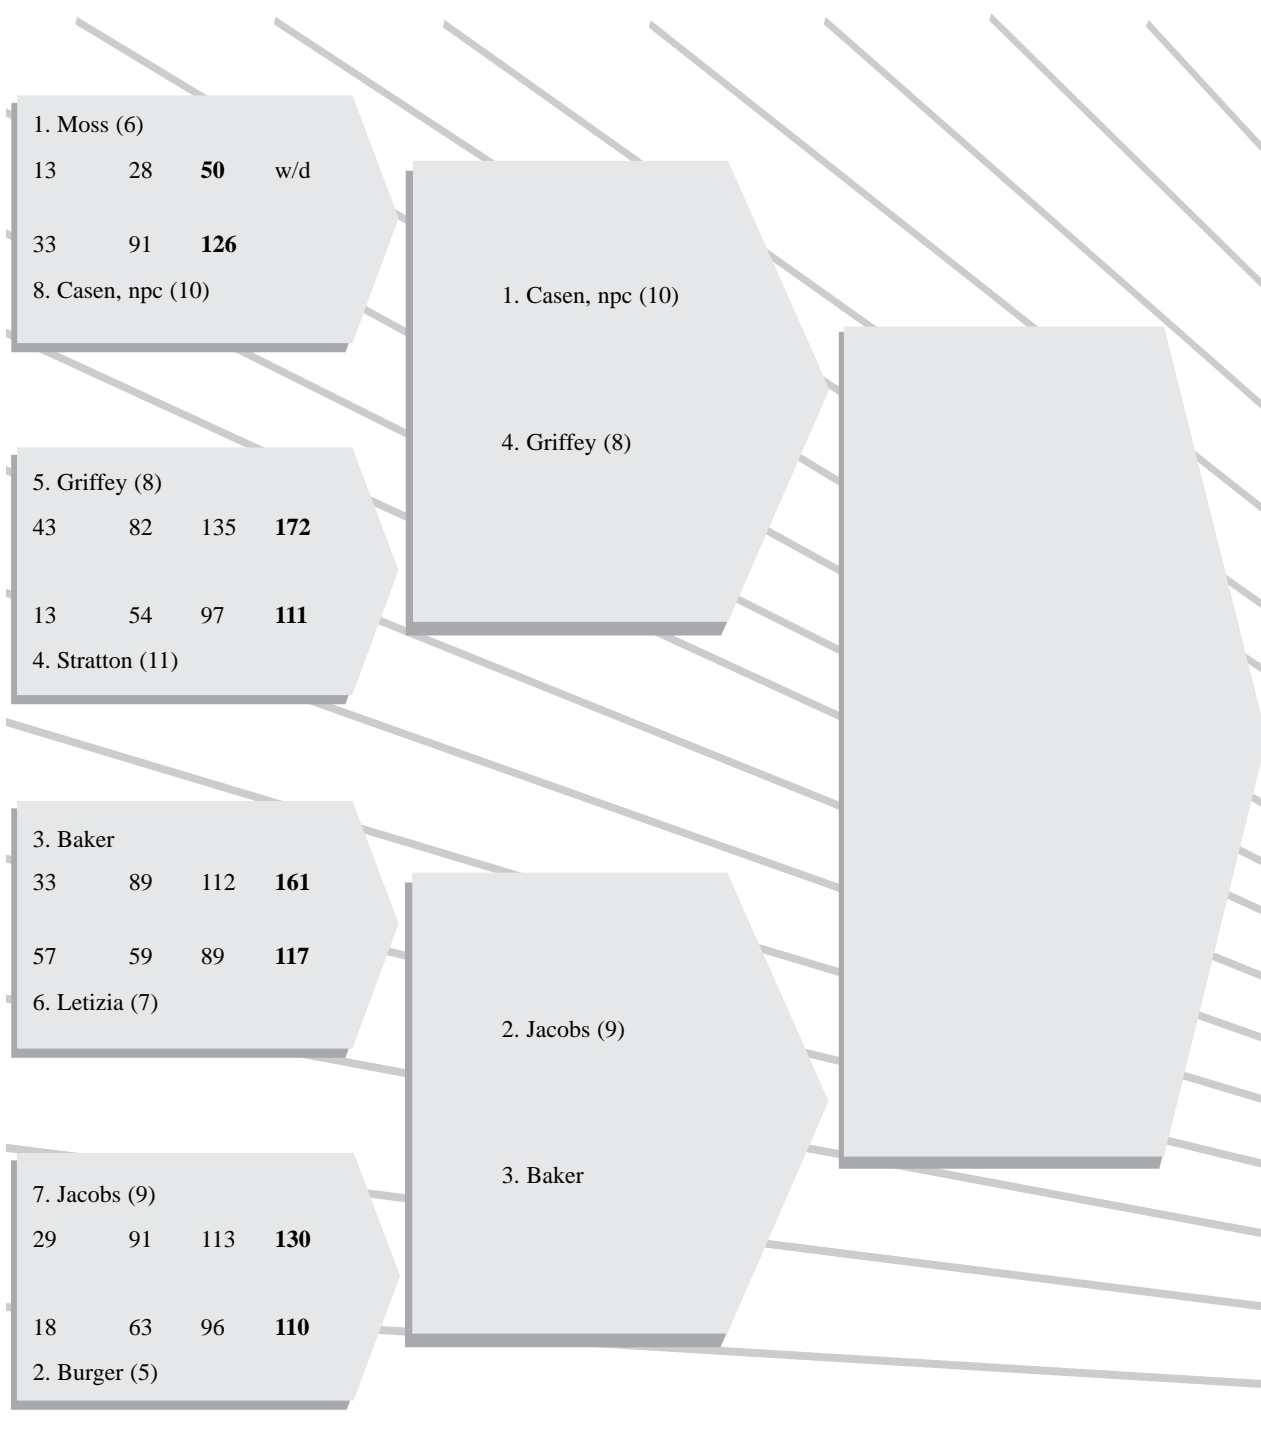 1. Moss (6)
13 28 50 w/d
33 91 126
8. Casen, npc (10)
5. Griffey (8)
43 82 135 172
13 54 97 111
4. Stratton (11)
3. Baker
33 89 112 161
57 59 89 117
6. Letizia (7)
7. Jacobs (9)
29 91 113 130
18 63 96 110
2. Burger (5)
1. Casen, npc (10)
4. Griffey (8)
2. Jacobs (9)
3. Baker